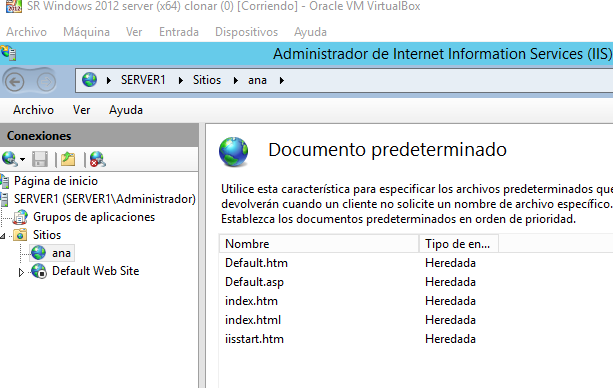 SR Windows 2012 server (x64) clonar (0) [Corriendo] - Oracle VM VirtualBox
Archivo Máquina Ver Entrada Dispositivos Ayuda
Administrador de Internet Information Services (IIS)
SERVER1 Sitios ana
Archivo Ver Ayuda
Conexiones
Página de inicio
SERVER1 (SERVER1\Administrador)
Grupos de aplicaciones
Sitios
ana
Default Web Site
Documento predeterminado
Utilice esta característica para especificar los archivos predeterminados que
devolverán cuando un cliente no solicite un nombre de archivo específico.
Establezca los documentos predeterminados en orden de prioridad.
Nombre Tipo de en...
Default.htm Heredada
Default.asp Heredada
index.htm Heredada
index.html Heredada
iisstart.htm Heredada